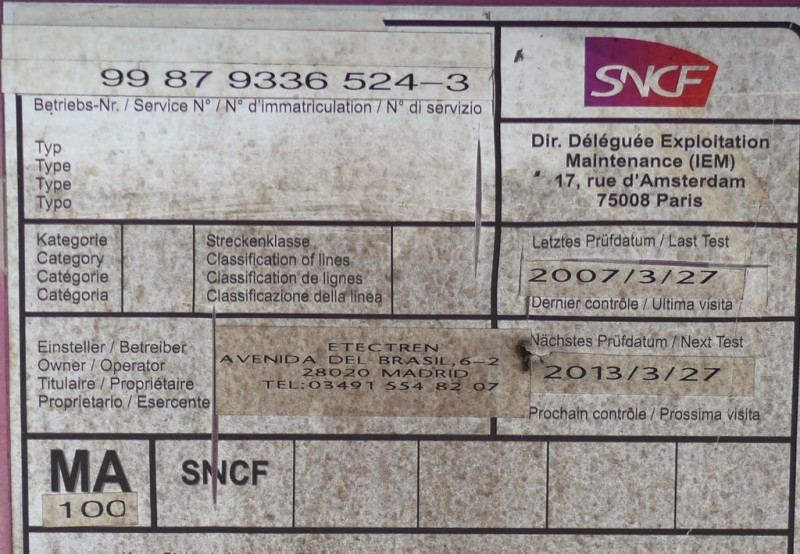 99 87 9336 524-3
Betriebs-Nr. / Service N° / N° d'immatriculation / N° di servizio
Typ
Type
Type
Typo
SNCF
Dir. Déléguée Exploitation
Maintenance (IEM)
17, rue d'Amsterdam
75008 Paris
Kategorie
Category
Catégorie
Catégoria
Streckenklasse
Classification of lines
Classification de lignes
Classificazione della linea
Letztes Prüfdatum / Last Test
2007/3/27
Dernier contrôle / Ultima visita
Einsteller / Betreiber
Owner / Operator
Titulaire / Propriétaire
Proprietario / Esercente
ETECTREN
AVENIDA DEL BRASIL,6-2
28020 MADRID
TEL:03491 554 82 07
Nächstes Prüfdatum / Next Test
2013/3/27
Prochain contrôle / Prossima visita
MA
100
SNCF